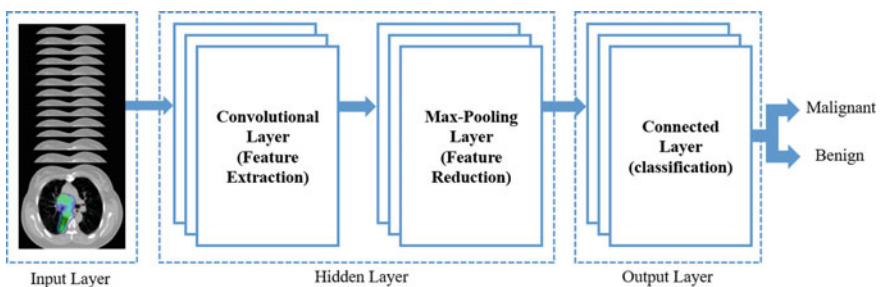 Convolutional
Layer
(Feature
Extraction)
Max-Pooling
Layer
(Feature
Reduction)
Connected
Layer
(classification)
Malignant
Benign
Input Layer
Hidden Layer
Output Layer